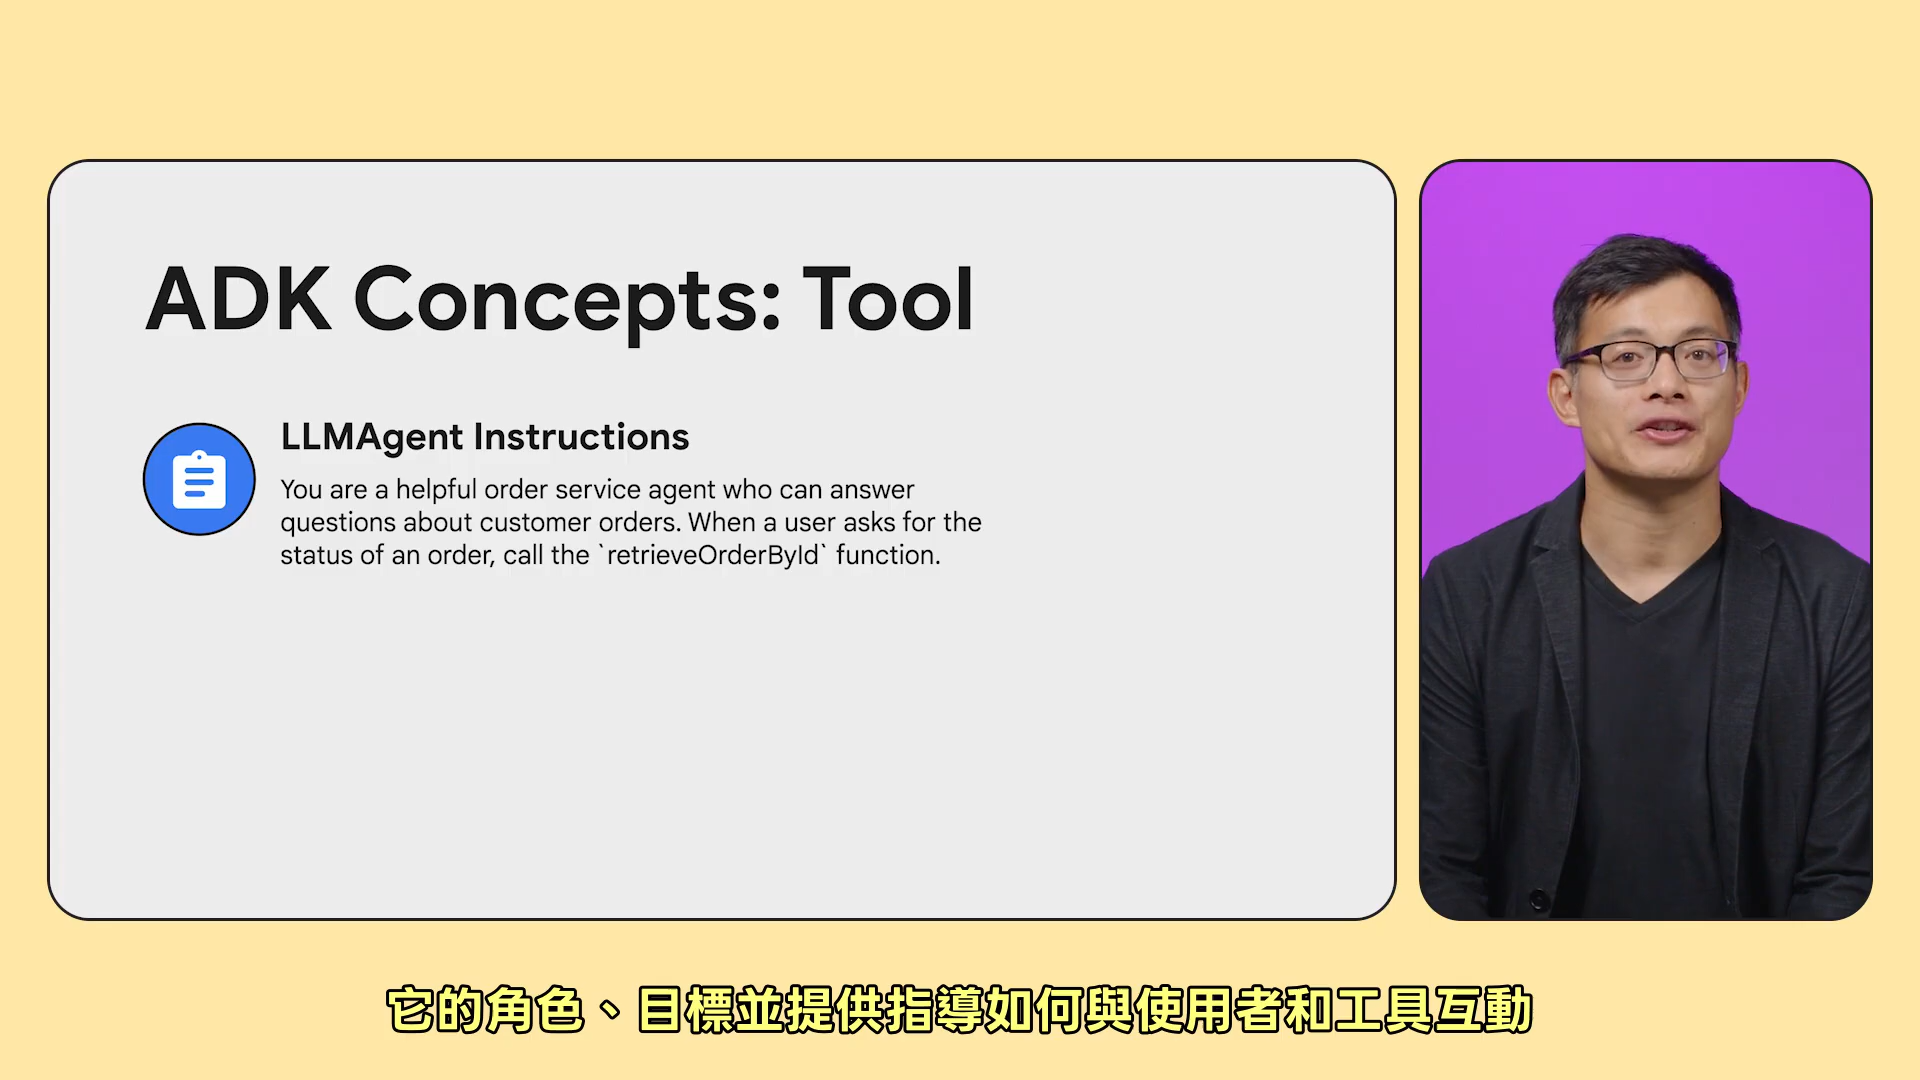 ADK Concepts: Tool
LLMAgent Instructions
You are a helpful order service agent who can answer
questions about customer orders. When a user asks for the
status of an order, call the `retrieveOrderById` function.
它的角色、目標並提供指導如何與使用者和工具互動